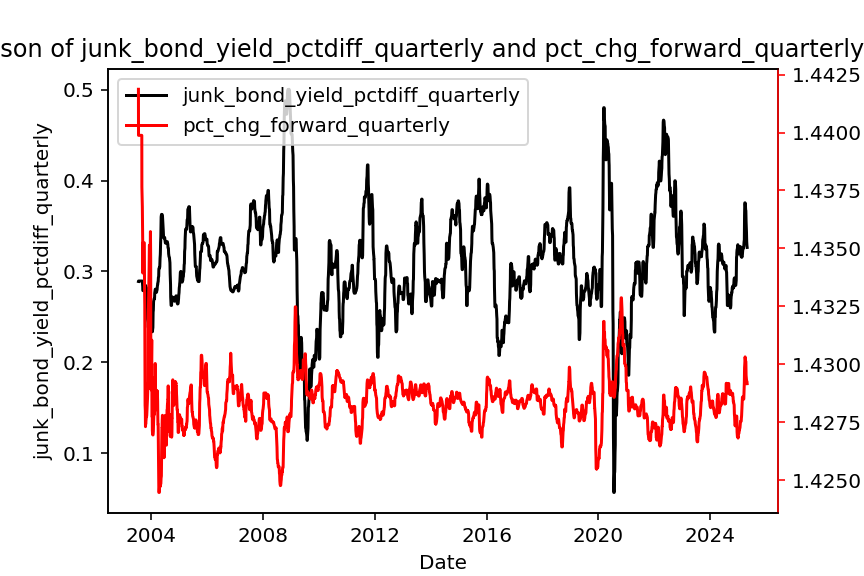 son of junk_bond_yield_pctdiff_quarterly and pct_chg_forward_quarterly
junk_bond_yield_pctdiff_quarterly
pct_chg_forward_quarterly
junk_bond_yield_pctdiff_quarterly
0.5
0.4
0.3
0.2
0.1
1.4425
1.4400
1.4375
1.4350
1.4325
1.4300
1.4275
1.4250
2004 2008 2012 2016 2020 2024
Date